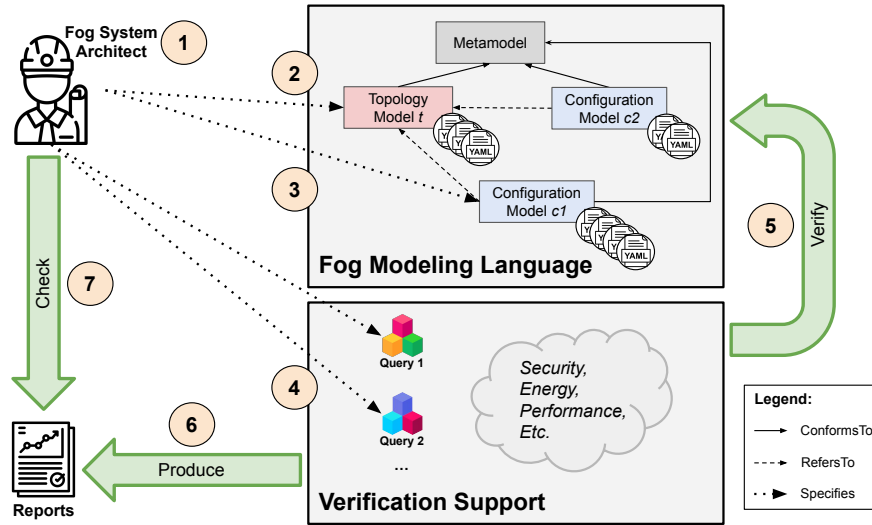 Fog System
Architect
1
2
3
4
5
6
7
Metamodel
Topology
Model t
Configuration
Model c2
YAML
YAML
Configuration
Model c1
YAML
Fog Modeling Language
Verify
Check
Query 1
Query 2
...
Security,
Energy,
Performance,
Etc.
Verification Support
Produce
Reports
Legend:
ConformsTo
RefersTo
Specifies